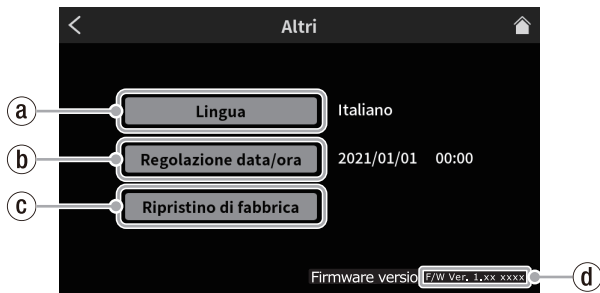 Altri
a Lingua Italiano
b Regolazione data/ora 2021/01/01 00:00
c Ripristino di fabbrica
Firmware versio F/W Ver. 1.xx xxxx d